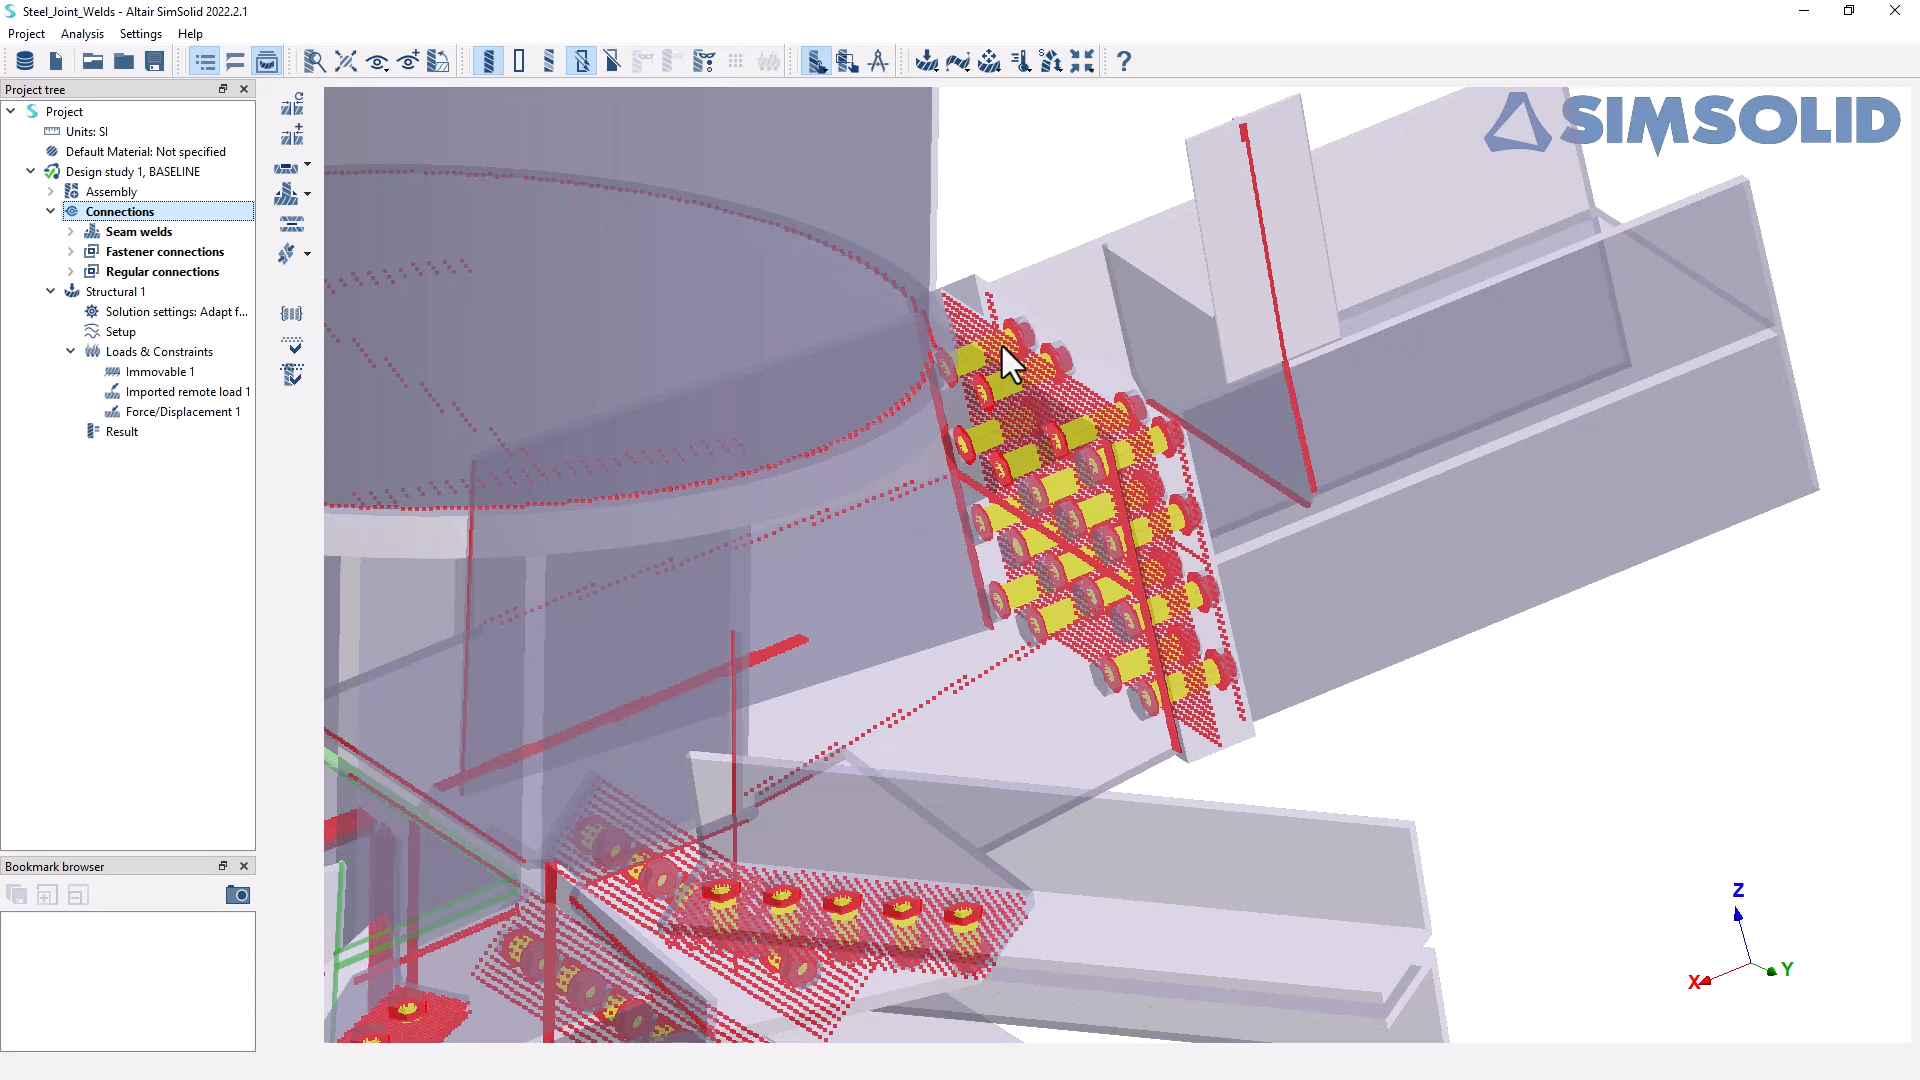 Steel_Joint_Welds - Altair SimSolid 2022.2.1
Project Analysis Settings Help
?
Project tree
Project
Units: SI
Default Material: Not specified
Design study 1, BASELINE
Assembly
Connections
Seam welds
Fastener connections
Regular connections
Structural 1
Solution settings: Adapt f...
Setup
Loads & Constraints
Immovable 1
Imported remote load 1
Force/Displacement 1
Result
Bookmark browser
SIMSOLID
Z
Y
X